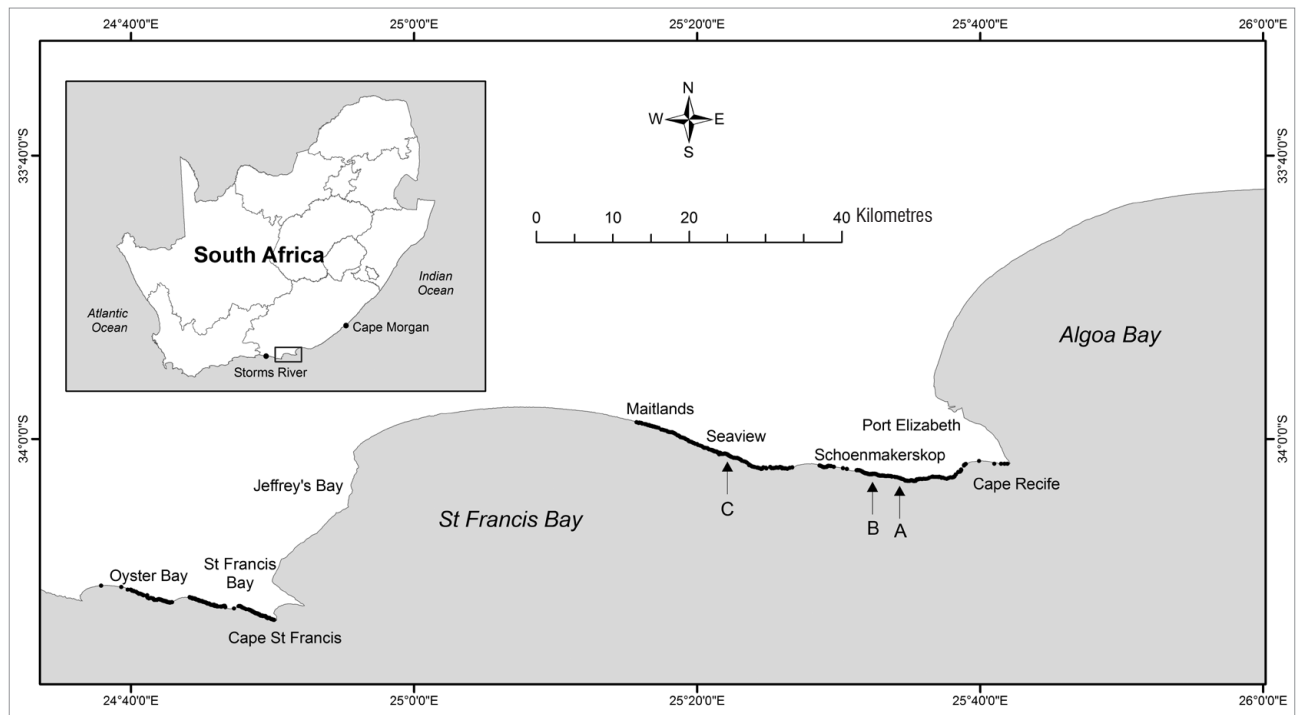 24°40'0"E 25°0'0"E 25°20'0"E 25°40'0"E 26°0'0"E
33°40'0"S
33°40'0"S
34°0'0"S
34°0'0"S
N
W E
S
0 10 20 40 Kilometres
South Africa
Indian
Ocean
Atlantic
Ocean
Cape Morgan
Storms River
Algoa Bay
Maitlands
Port Elizabeth
Seaview
Schoenmakerskop
Cape Recife
Jeffrey's Bay
C
B
A
St Francis Bay
St Francis
Bay
Oyster Bay
Cape St Francis
24°40'0"E 25°0'0"E 25°20'0"E 25°40'0"E 26°0'0"E